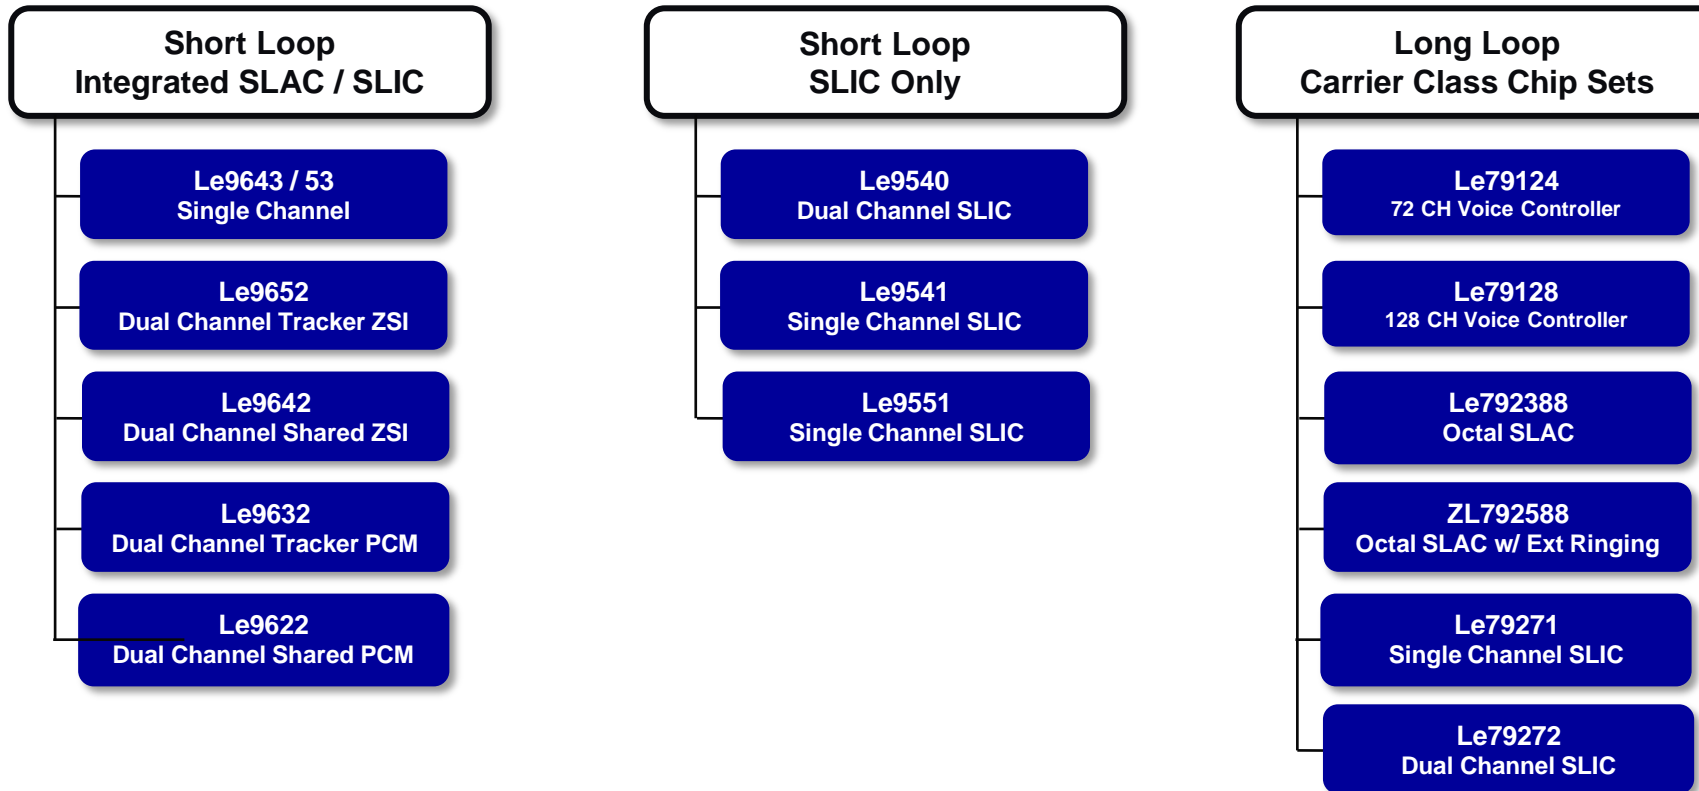 Short Loop
Integrated SLAC / SLIC
Le9643 / 53
Single Channel
Le9652
Dual Channel Tracker ZSI
Le9642
Dual Channel Shared ZSI
Le9632
Dual Channel Tracker PCM
Le9622
Dual Channel Shared PCM
Short Loop
SLIC Only
Le9540
Dual Channel SLIC
Le9541
Single Channel SLIC
Le9551
Single Channel SLIC
Long Loop
Carrier Class Chip Sets
Le79124
72 CH Voice Controller
Le79128
128 CH Voice Controller
Le792388
Octal SLAC
ZL792588
Octal SLAC w/ Ext Ringing
Le79271
Single Channel SLIC
Le79272
Dual Channel SLIC